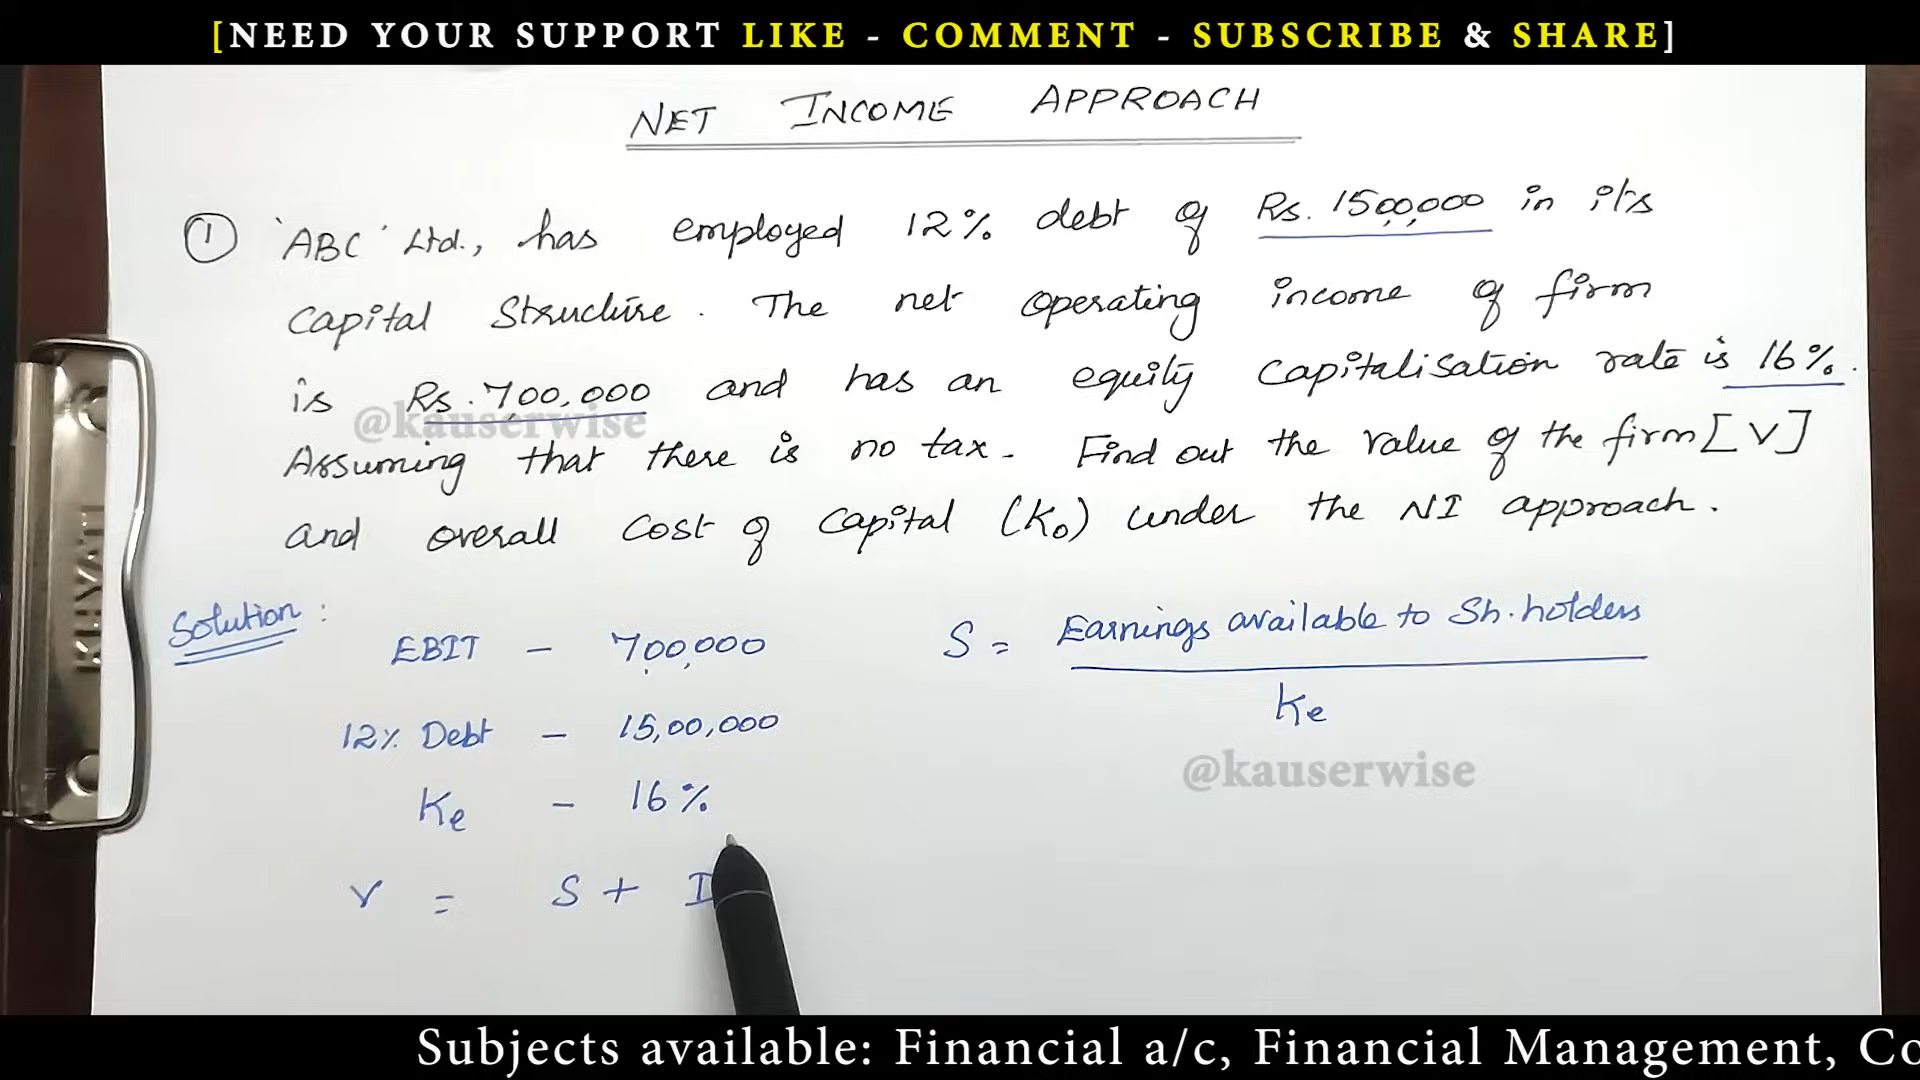 [NEED YOUR SUPPORT LIKE - COMMENT - SUBSCRIBE & SHARE]
NET INCOME APPROACH
① 'ABC' Ltd., has employed 12% debt of Rs. 1500,000 in its
Capital Structure. The net operating income of firm
is Rs. 700,000 and has an equity capitalisation rate is 16%.
@kauserwise
Assuming that there is no tax. Find out the value of the firm [V]
and overall cost of capital (Ko) under the NI approach.
Solution :
EBIT - 700,000
S = Earnings available to Sh.holders
Ke
12% Debt - 15,00,000
@kauserwise
Ke - 16%
V = S +
KHYATI
Subjects available: Financial a/c, Financial Management, Co